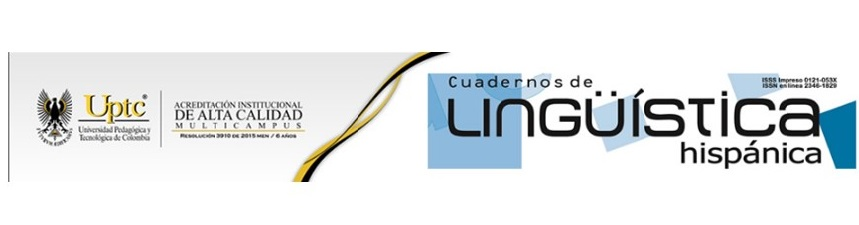 Uptc®
Universidad Pedagógica y
Tecnológica de Colombia
ACREDITACIÓN INSTITUCIONAL
DE ALTA CALIDAD
MULTICAMPUS
RESOLUCIÓN 3910 DE 2015 MEN / 6 AÑOS
Cuadernos de
ISSS Impreso 0121-053X
ISSN en línea 2346-1829
LINGÜÍSTICA
hispánica